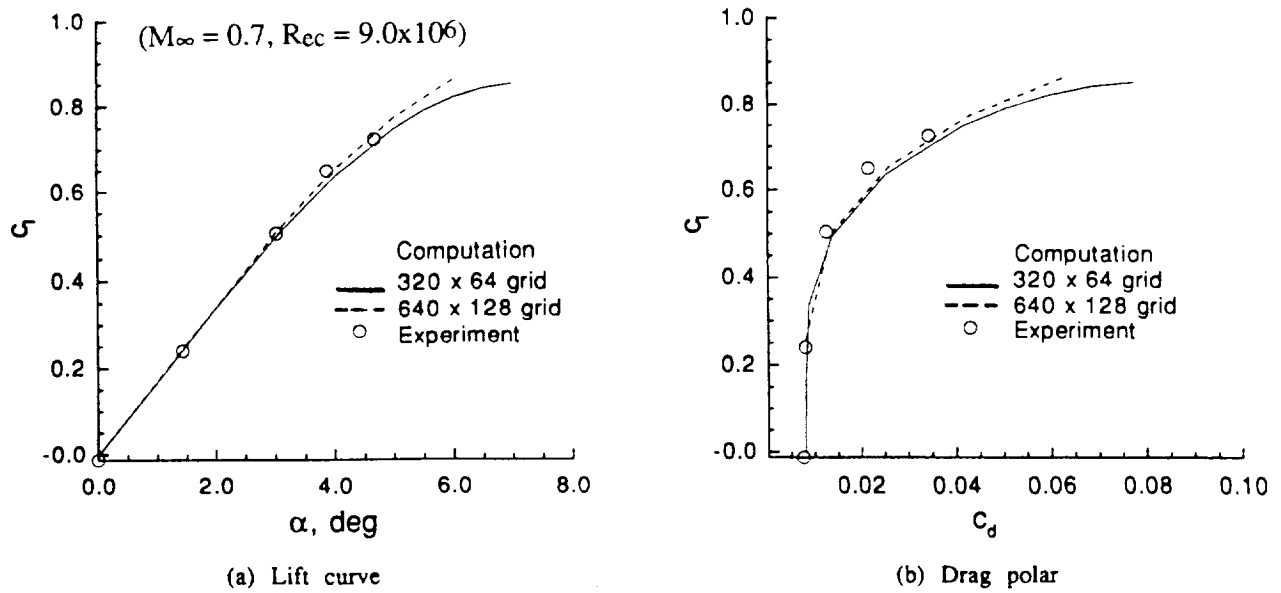 (M∞ = 0.7, Rec = 9.0x10⁶)
1.0
0.8
0.6
0.4
0.2
-0.0
Cl
0.0 2.0 4.0 6.0 8.0
α, deg
Computation
320 x 64 grid
640 x 128 grid
Experiment
(a) Lift curve
1.0
0.8
0.6
0.4
0.2
-0.0
Cl
0.02 0.04 0.06 0.08 0.10
Cd
Computation
320 x 64 grid
640 x 128 grid
Experiment
(b) Drag polar